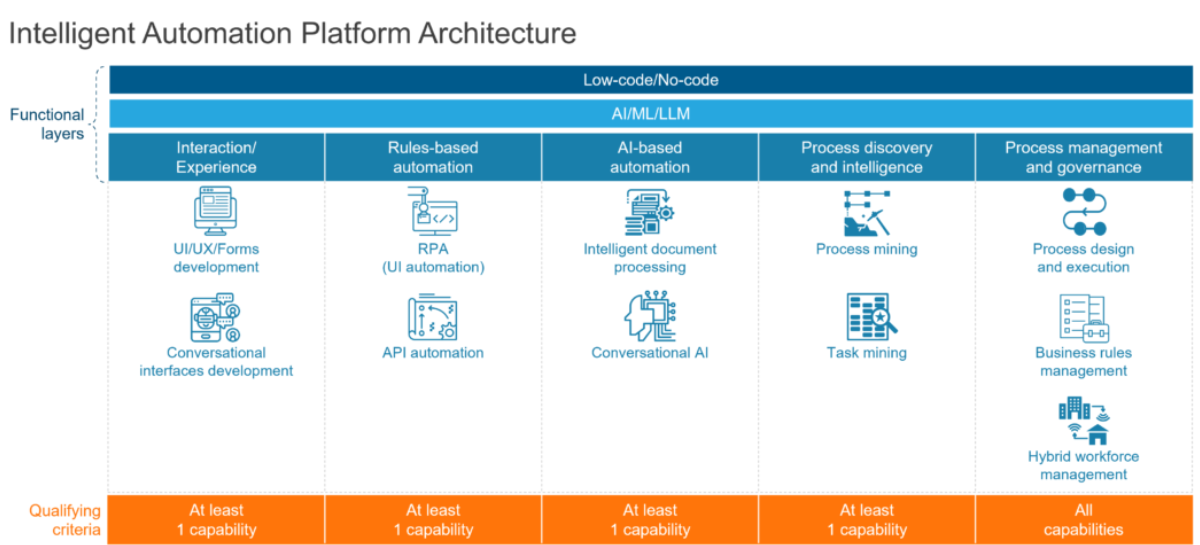 Intelligent Automation Platform Architecture
Functional
layers
Low-code/No-code
AI/ML/LLM
Interaction/
Experience
Rules-based
automation
AI-based
automation
Process discovery
and intelligence
Process management
and governance
UI/UX/Forms
development
RPA
(UI automation)
Intelligent document
processing
Process mining
Process design
and execution
Conversational
interfaces development
API automation
Conversational AI
Task mining
Business rules
management
Hybrid workforce
management
Qualifying
criteria
At least
1 capability
At least
1 capability
At least
1 capability
At least
1 capability
All
capabilities